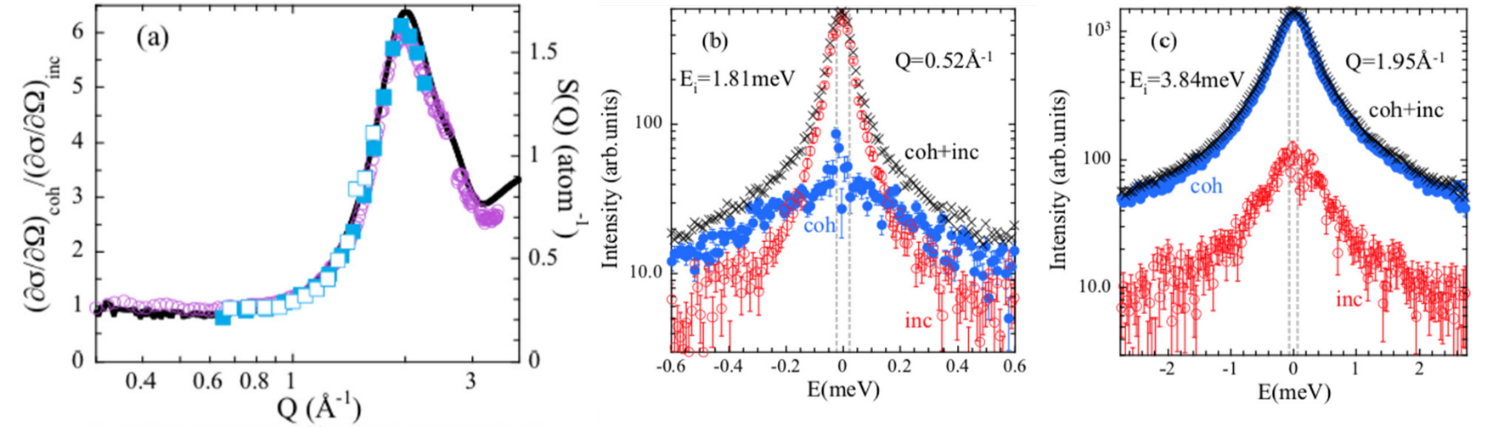 (a)
(∂σ/∂Ω)coh/(∂σ/∂Ω)inc
6
5
4
3
2
1
0
0.4
0.6
0.8
1
3
Q (Å⁻¹)
1.5
1
0.5
0
S(Q) (atom⁻¹)
(b)
Ei=1.81meV
Q=0.52Å⁻¹
Intensity (arb.units)
100
10.0
coh+inc
coh
inc
-0.6
-0.4
-0.2
0
0.2
0.4
0.6
E(meV)
(c)
Ei=3.84meV
Q=1.95Å⁻¹
Intensity (arb.units)
10³
100
10.0
coh+inc
coh
inc
-2
-1
0
1
2
E(meV)